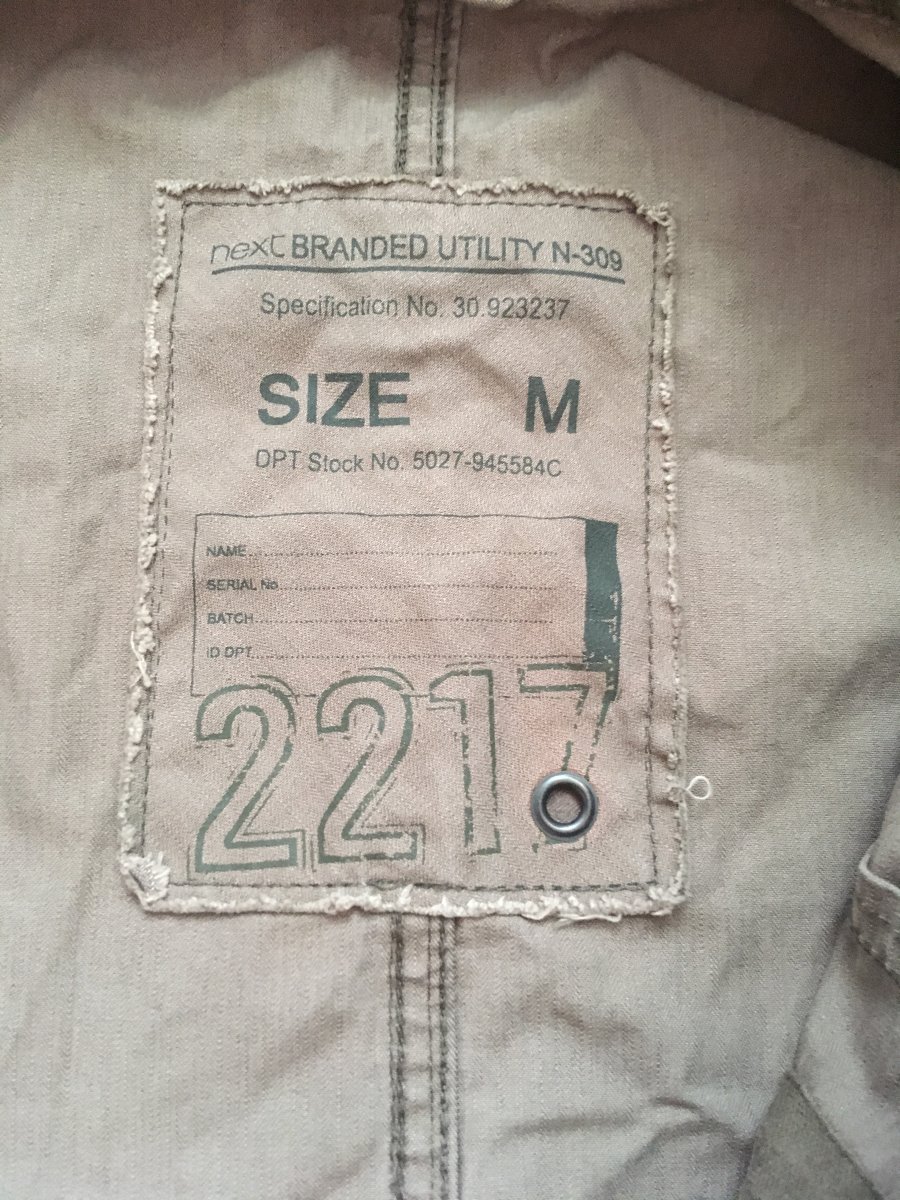 next BRANDED UTILITY N-309
Specification No. 30.923237
SIZE M
DPT Stock No. 5027-945584C
NAME
SERIAL No
BATCH
ID DPT
2217